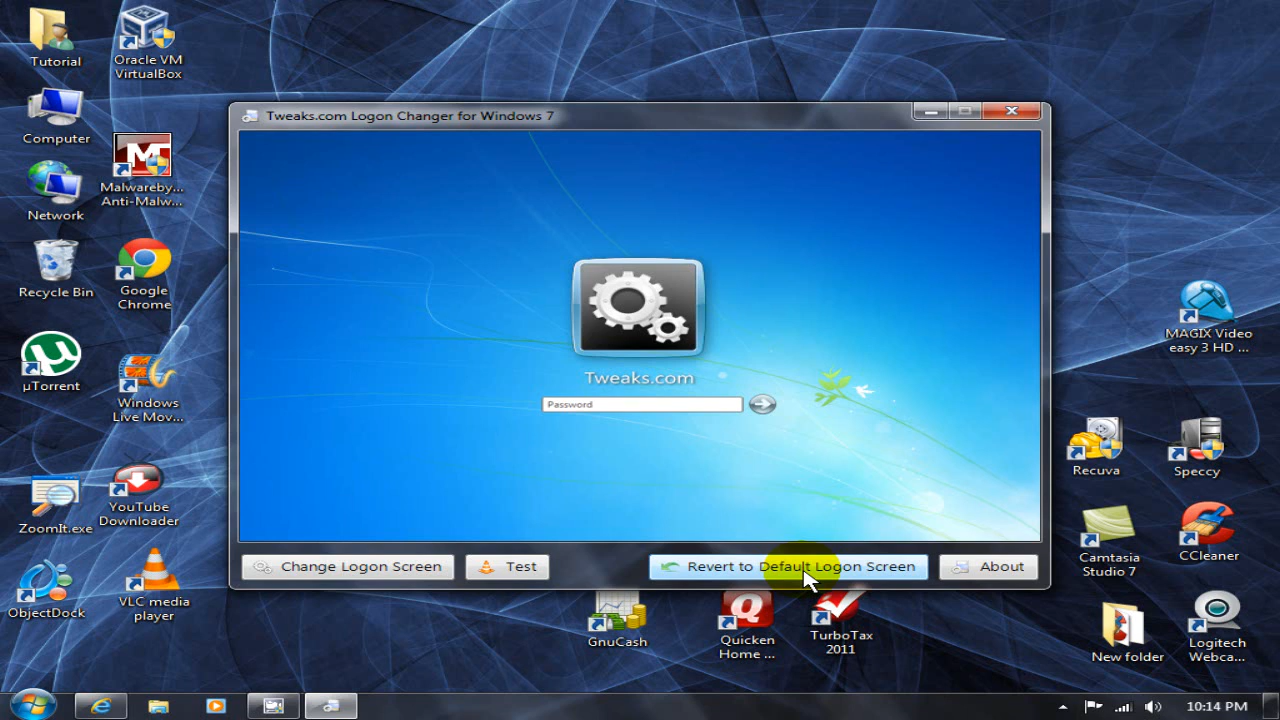 Tutorial
Oracle VM
VirtualBox
Computer
Malwareby...
Anti-Malw...
Network
Recycle Bin
Google
Chrome
µTorrent
Windows
Live Mov...
ZoomIt.exe
YouTube
Downloader
ObjectDock
VLC media
player
Tweaks.com Logon Changer for Windows 7
Tweaks.com
Password
Change Logon Screen
Test
Revert to Default Logon Screen
About
GnuCash
Quicken
Home ...
TurboTax
2011
MAGIX Video
easy 3 HD ...
Recuva
Speccy
Camtasia
Studio 7
CCleaner
New folder
Logitech
Webca...
10:14 PM